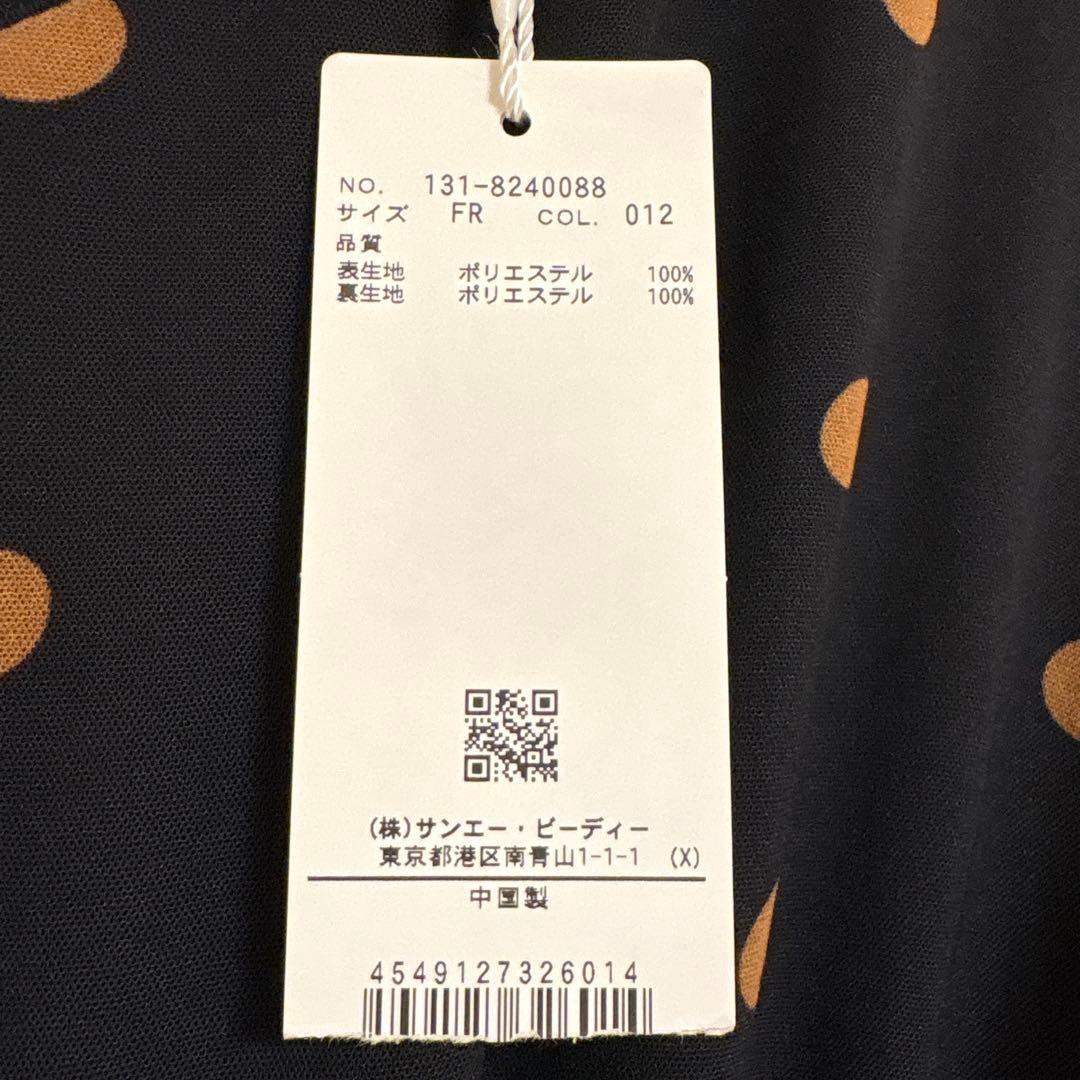 NO. 131-8240088
サイズ FR COL. 012
品質
表生地 ポリエステル 100%
裏生地 ポリエステル 100%
(株)サンエー・ビーディー
東京都港区南青山1-1-1 (X)
中国製
4549127326014